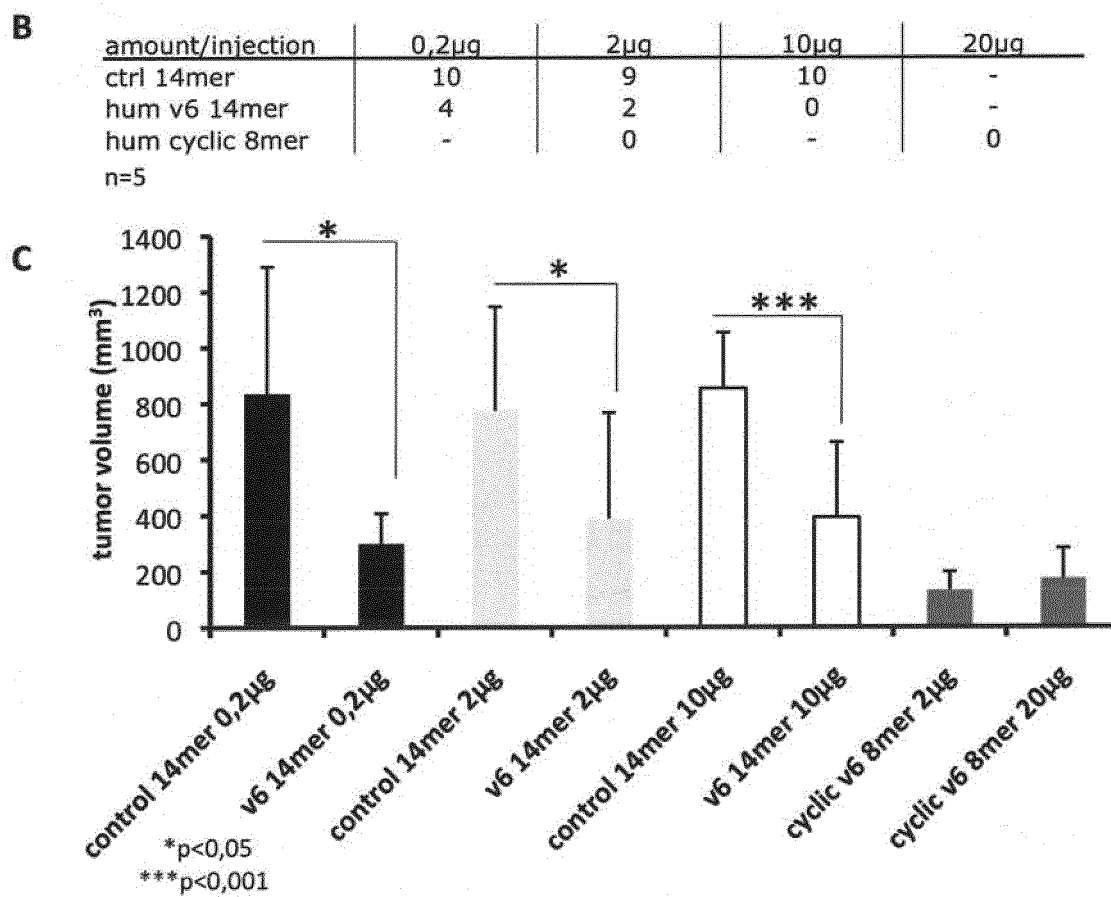 B
amount/injection 0,2µg 2µg 10µg 20µg
ctrl 14mer 10 9 10 -
hum v6 14mer 4 2 0 -
hum cyclic 8mer - 0 - 0
n=5
C
tumor volume (mm³)
1400
1200
1000
800
600
400
200
0
*
*
***
control 14mer 0,2µg
v6 14mer 0,2µg
control 14mer 2µg
v6 14mer 2µg
control 14mer 10µg
v6 14mer 10µg
cyclic v6 8mer 2µg
cyclic v6 8mer 20µg
*p<0,05
***p<0,001